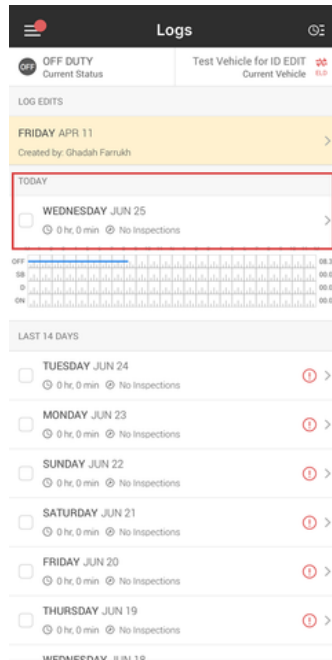 Logs
OFF
OFF DUTY
Current Status
Test Vehicle for ID EDIT
Current Vehicle
ELD
LOG EDITS
FRIDAY APR 11
Created by: Ghadah Farrukh
TODAY
WEDNESDAY JUN 25
0 hr, 0 min No Inspections
OFF
SB
D
ON
LAST 14 DAYS
TUESDAY JUN 24
0 hr, 0 min No Inspections
MONDAY JUN 23
0 hr, 0 min No Inspections
SUNDAY JUN 22
0 hr, 0 min No Inspections
SATURDAY JUN 21
0 hr, 0 min No Inspections
FRIDAY JUN 20
0 hr, 0 min No Inspections
THURSDAY JUN 19
0 hr, 0 min No Inspections
WEDNESDAY JUN 18